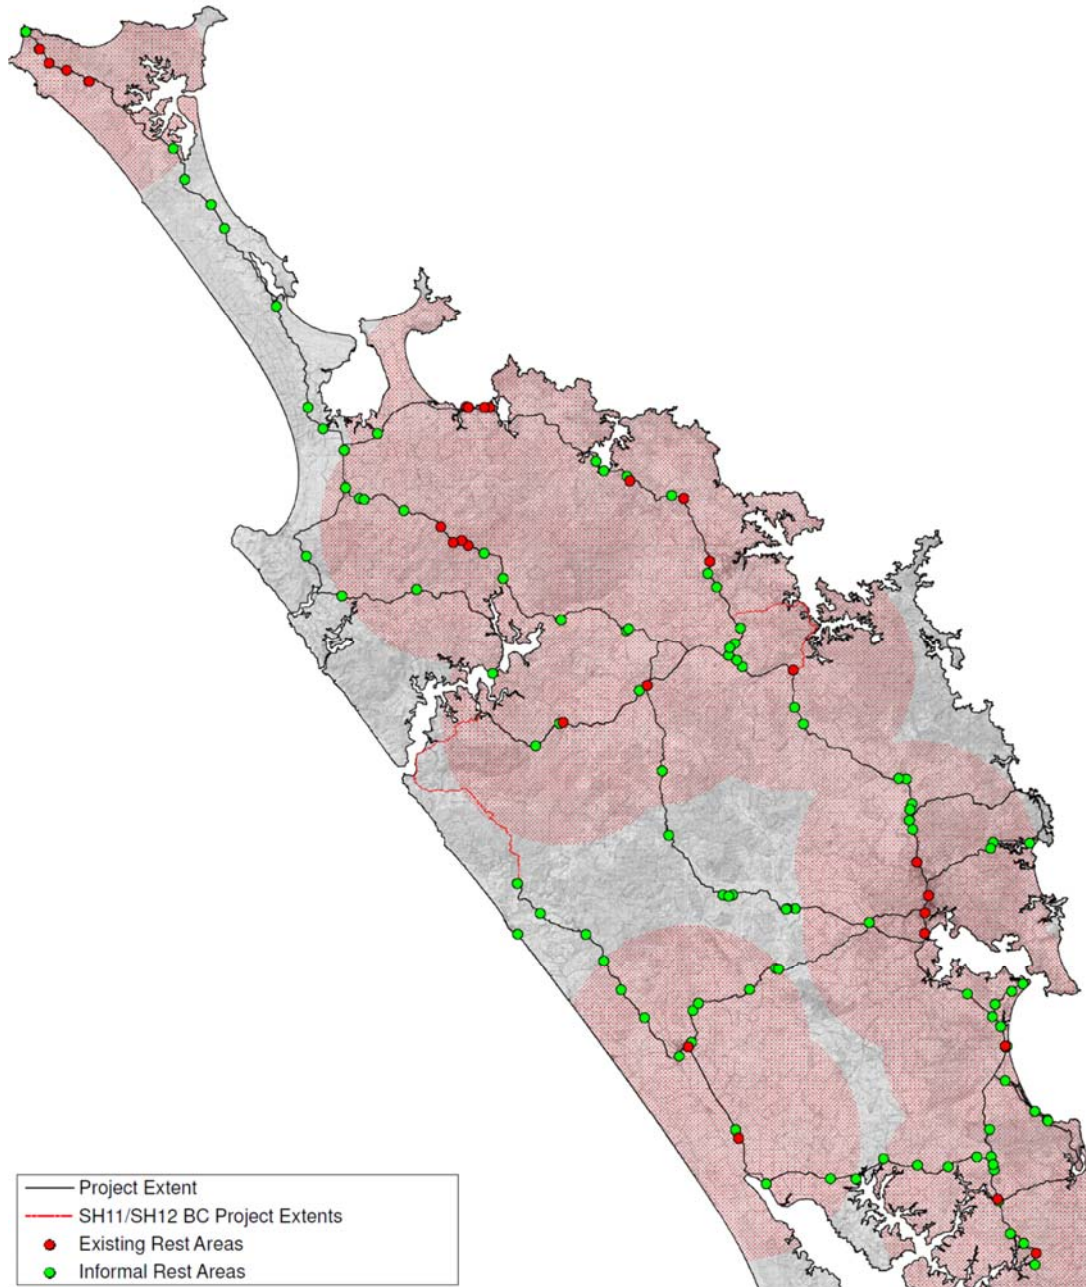 Project Extent
SH11/SH12 BC Project Extents
Existing Rest Areas
Informal Rest Areas